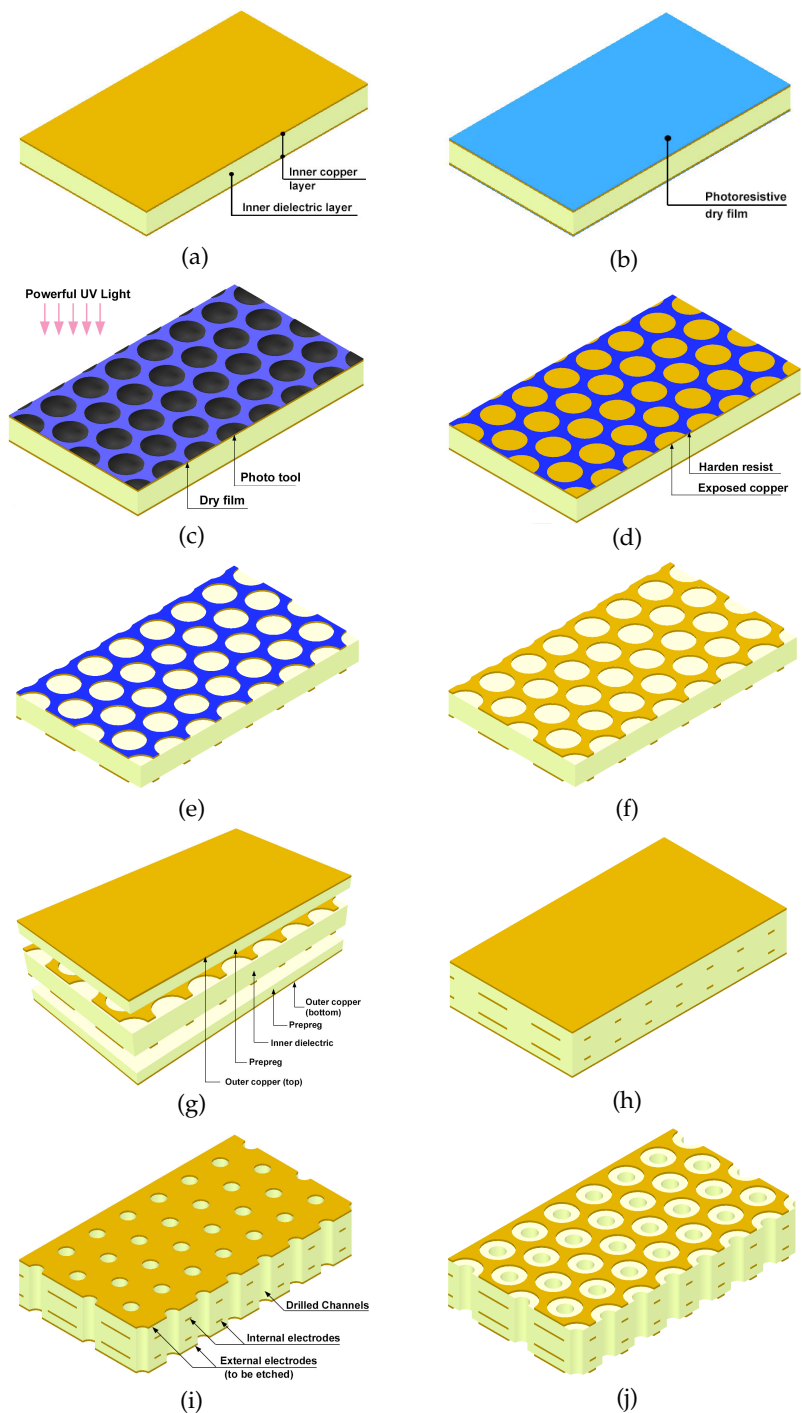 Inner copper
layer
Inner dielectric layer
(a)
Photoresistive
dry film
(b)
Powerful UV Light
Photo tool
Dry film
(c)
Harden resist
Exposed copper
(d)
(e)
(f)
Outer copper
(bottom)
Prepreg
Inner dielectric
Prepreg
Outer copper (top)
(g)
(h)
Drilled Channels
Internal electrodes
External electrodes
(to be etched)
(i)
(j)